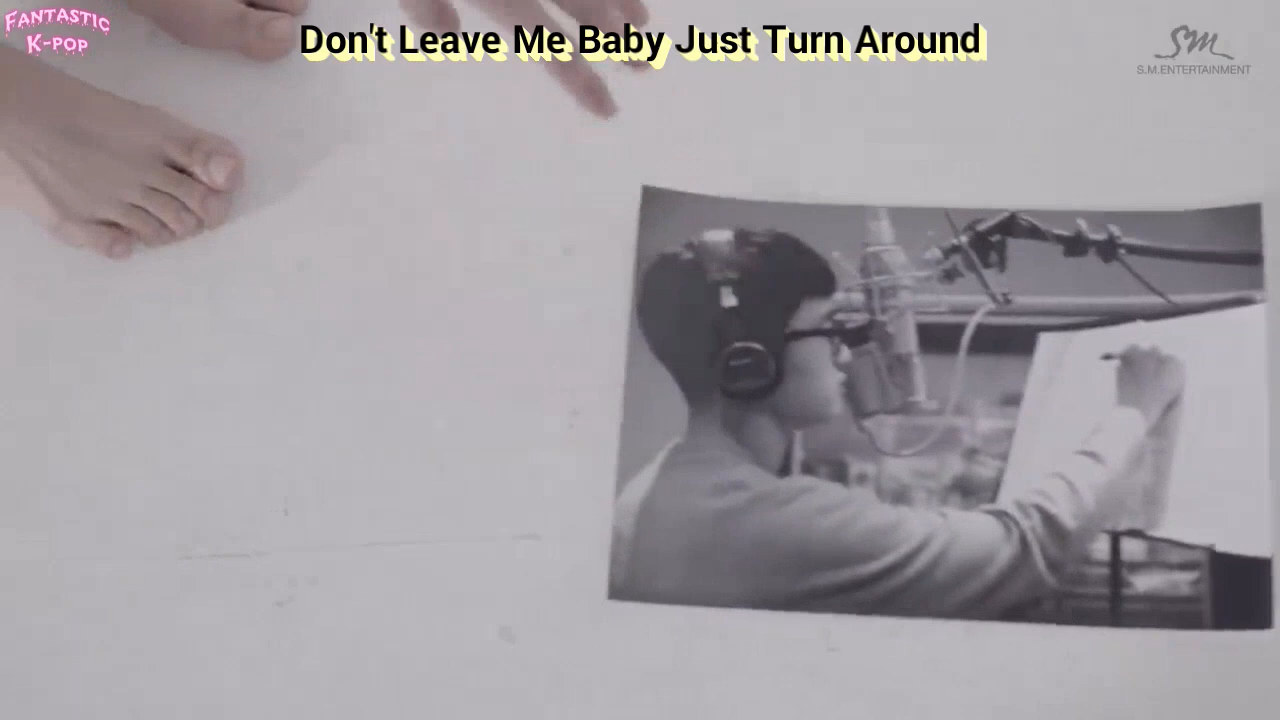 FANTASTIC
K-POP
Don't Leave Me Baby Just Turn Around
SM
S.M.ENTERTAINMENT